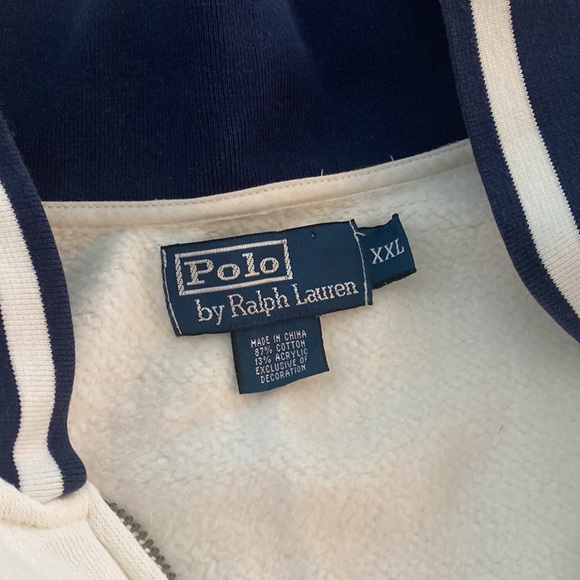 Polo
by Ralph Lauren
XXL
MADE IN CHINA
87% COTTON
13% ACRYLIC
EXCLUSIVE OF
DECORATION